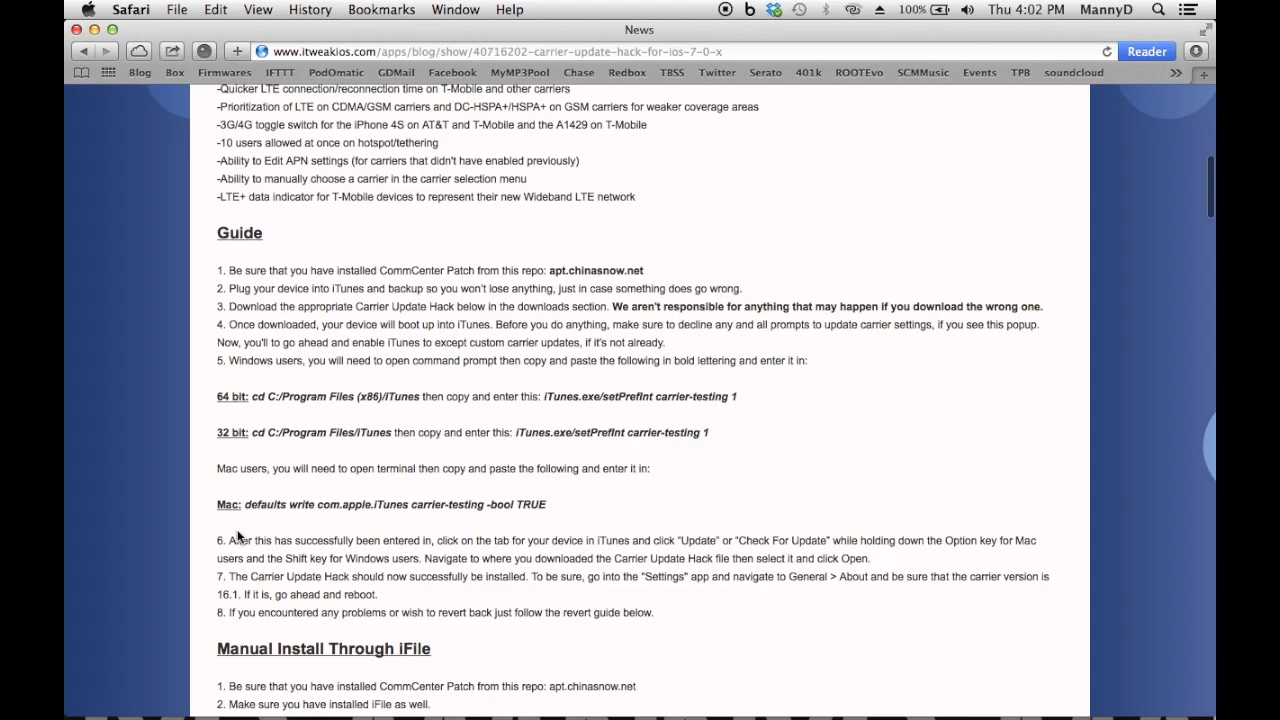 Safari File Edit View History Bookmarks Window Help 100% Thu 4:02 PM MannyD
News
www.itweakios.com/apps/blog/show/40716202-carrier-update-hack-for-ios-7-0-x Reader
Blog Box Firmwares IFTTT PodOmatic GDMail Facebook MyMP3Pool Chase Redbox TBSS Twitter Serato 401k ROOTEvo SCMMusic Events TPB soundcloud
-Quicker LTE connection/reconnection time on T-Mobile and other carriers
-Prioritization of LTE on CDMA/GSM carriers and DC-HSPA+/HSPA+ on GSM carriers for weaker coverage areas
-3G/4G toggle switch for the iPhone 4S on AT&T and T-Mobile and the A1429 on T-Mobile
-10 users allowed at once on hotspot/tethering
-Ability to Edit APN settings (for carriers that didn't have enabled previously)
-Ability to manually choose a carrier in the carrier selection menu
-LTE+ data indicator for T-Mobile devices to represent their new Wideband LTE network
Guide
1. Be sure that you have installed CommCenter Patch from this repo: apt.chinasnow.net
2. Plug your device into iTunes and backup so you won't lose anything, just in case something does go wrong.
3. Download the appropriate Carrier Update Hack below in the downloads section. We aren't responsible for anything that may happen if you download the wrong one.
4. Once downloaded, your device will boot up into iTunes. Before you do anything, make sure to decline any and all prompts to update carrier settings, if you see this popup.
Now, you'll to go ahead and enable iTunes to except custom carrier updates, if it's not already.
5. Windows users, you will need to open command prompt then copy and paste the following in bold lettering and enter it in:
64 bit: cd C:/Program Files (x86)/iTunes then copy and enter this: iTunes.exe/setPrefInt carrier-testing 1
32 bit: cd C:/Program Files/iTunes then copy and enter this: iTunes.exe/setPrefInt carrier-testing 1
Mac users, you will need to open terminal then copy and paste the following and enter it in:
Mac: defaults write com.apple.iTunes carrier-testing -bool TRUE
6. After this has successfully been entered in, click on the tab for your device in iTunes and click "Update" or "Check For Update" while holding down the Option key for Mac
users and the Shift key for Windows users. Navigate to where you downloaded the Carrier Update Hack file then select it and click Open.
7. The Carrier Update Hack should now successfully be installed. To be sure, go into the "Settings" app and navigate to General > About and be sure that the carrier version is
16.1. If it is, go ahead and reboot.
8. If you encountered any problems or wish to revert back just follow the revert guide below.
Manual Install Through iFile
1. Be sure that you have installed CommCenter Patch from this repo: apt.chinasnow.net
2. Make sure you have installed iFile as well.